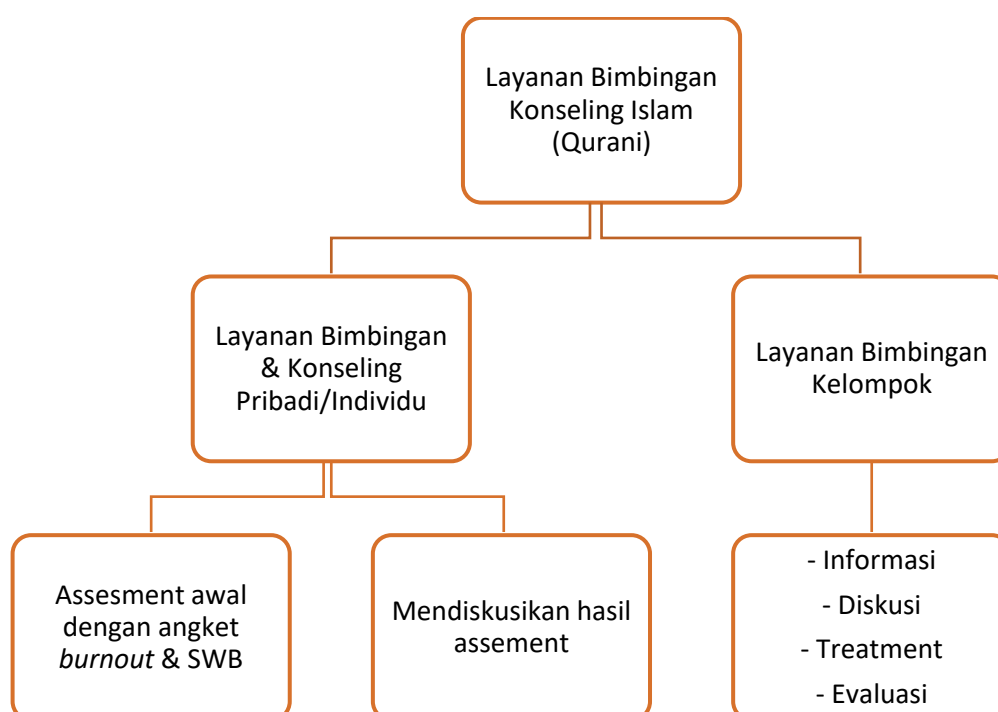 Layanan Bimbingan
Konseling Islam
(Qurani)
Layanan Bimbingan
& Konseling
Pribadi/Individu
Layanan Bimbingan
Kelompok
Assesment awal
dengan angket
burnout & SWB
Mendiskusikan hasil
assement
- Informasi
- Diskusi
- Treatment
- Evaluasi